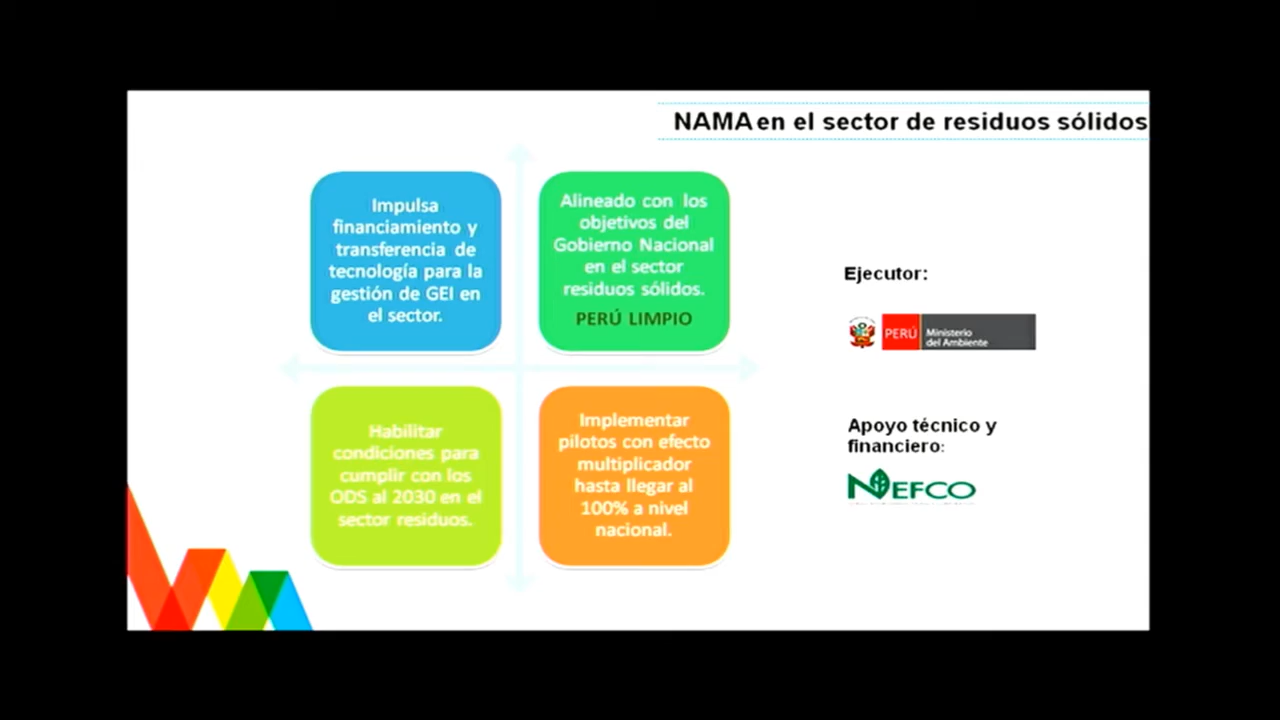 NAMA en el sector de residuos sólidos
Impulsa
financiamiento y
transferencia de
tecnología para la
gestión de GEI en
el sector.
Alineado con los
objetivos del
Gobierno Nacional
en el sector
residuos sólidos.
PERÚ LIMPIO
Habilitar
condiciones para
cumplir con los
ODS al 2030 en el
sector residuos.
Implementar
pilotos con efecto
multiplicador
hasta llegar al
100% a nivel
nacional.
Ejecutor:
PERÚ
Ministerio
del Ambiente
Apoyo técnico y
financiero:
NEFCO